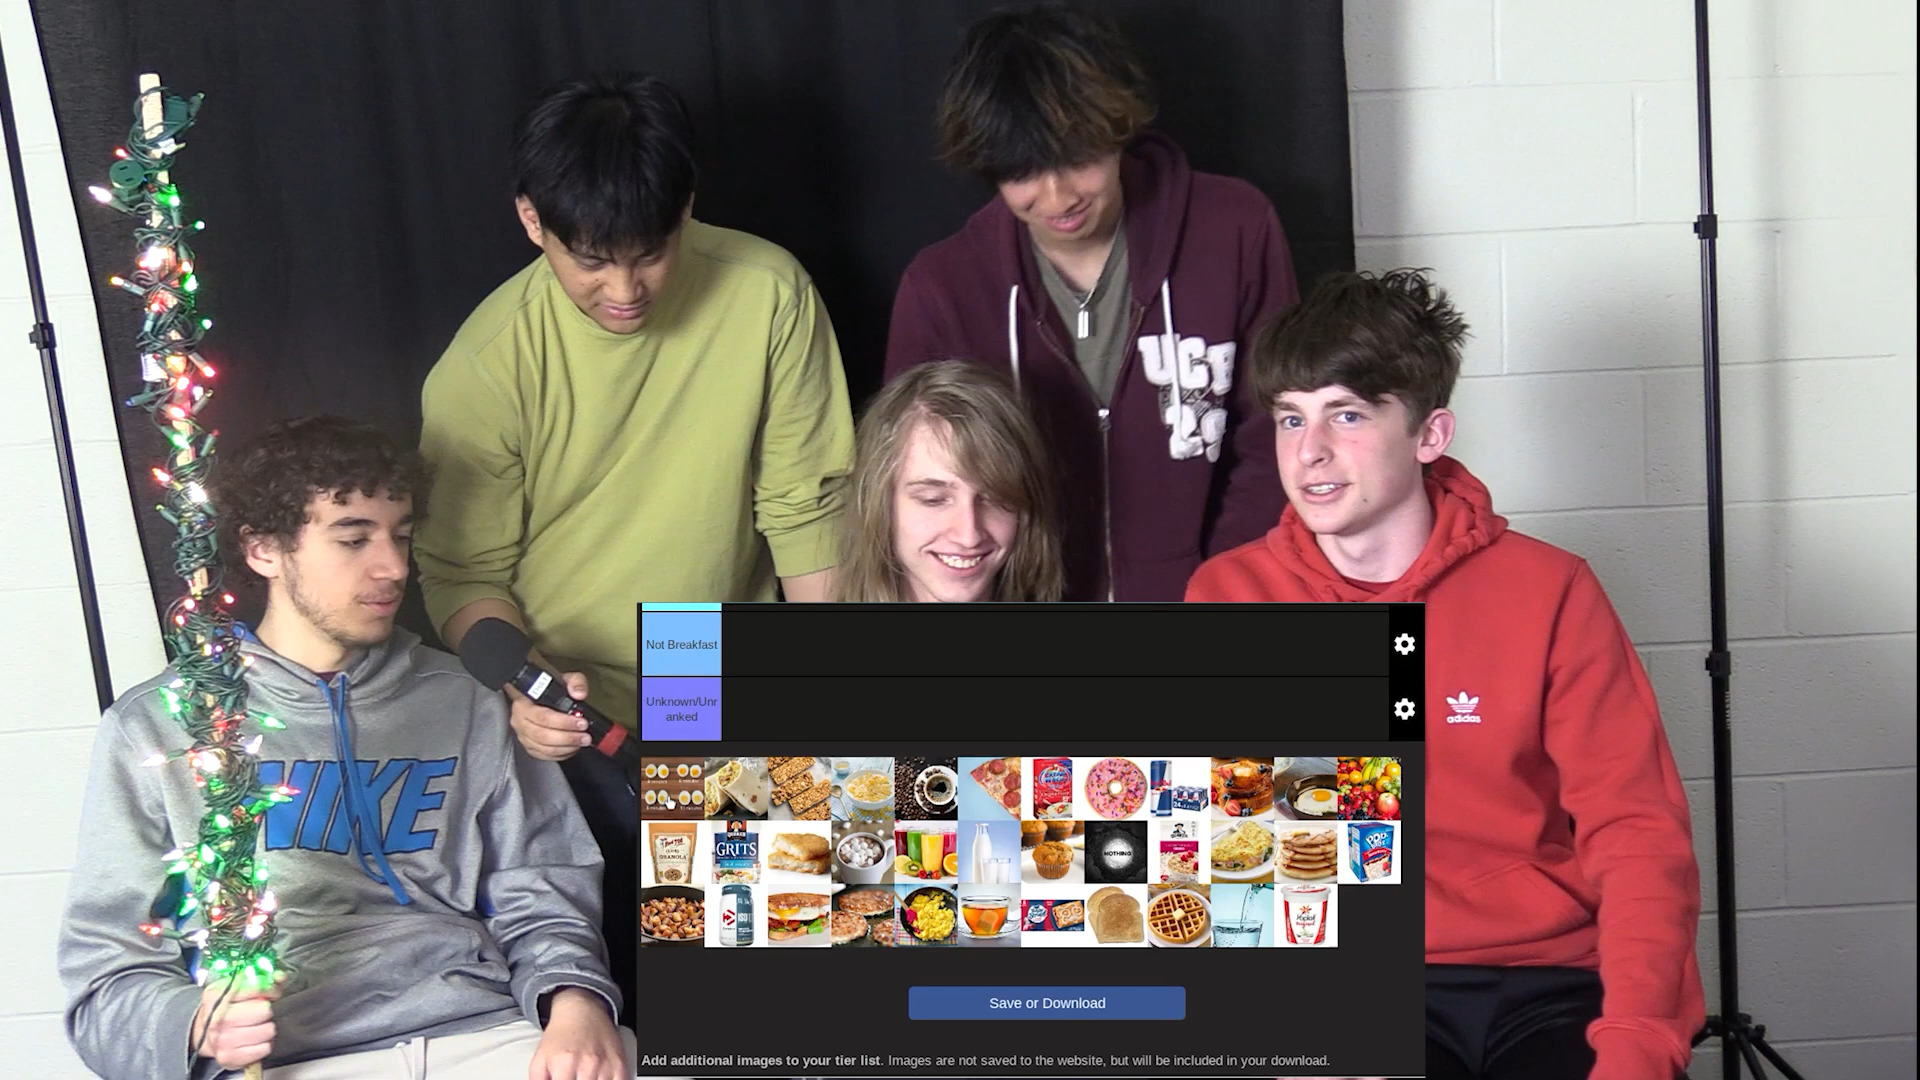 UC
NIKE
adidas
Not Breakfast
Unknown/Unr
anked
GRITS
NOTHING
Save or Download
Add additional images to your tier list. Images are not saved to the website, but will be included in your download.